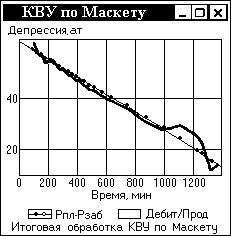 КВУ по Маскету
Депрессия,ат
40
20
0 200 400 600 800 1000 1200
Время, мин
Рпл-Рзаб Дебит/Прод
Итоговая обработка КВУ по Маскету